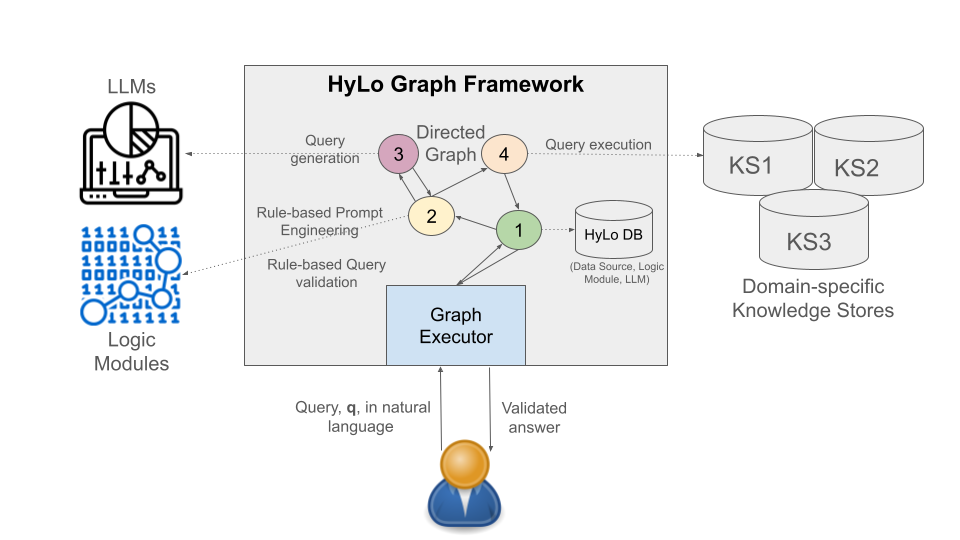 HyLo Graph Framework
LLMs
Query
generation
3
Directed
Graph
4
Query execution
KS1
KS2
KS3
Rule-based Prompt
Engineering
2
1
HyLo DB
(Data Source, Logic
Module, LLM)
Rule-based Query
validation
Domain-specific
Knowledge Stores
Logic
Modules
Graph
Executor
Query, q, in natural
language
Validated
answer